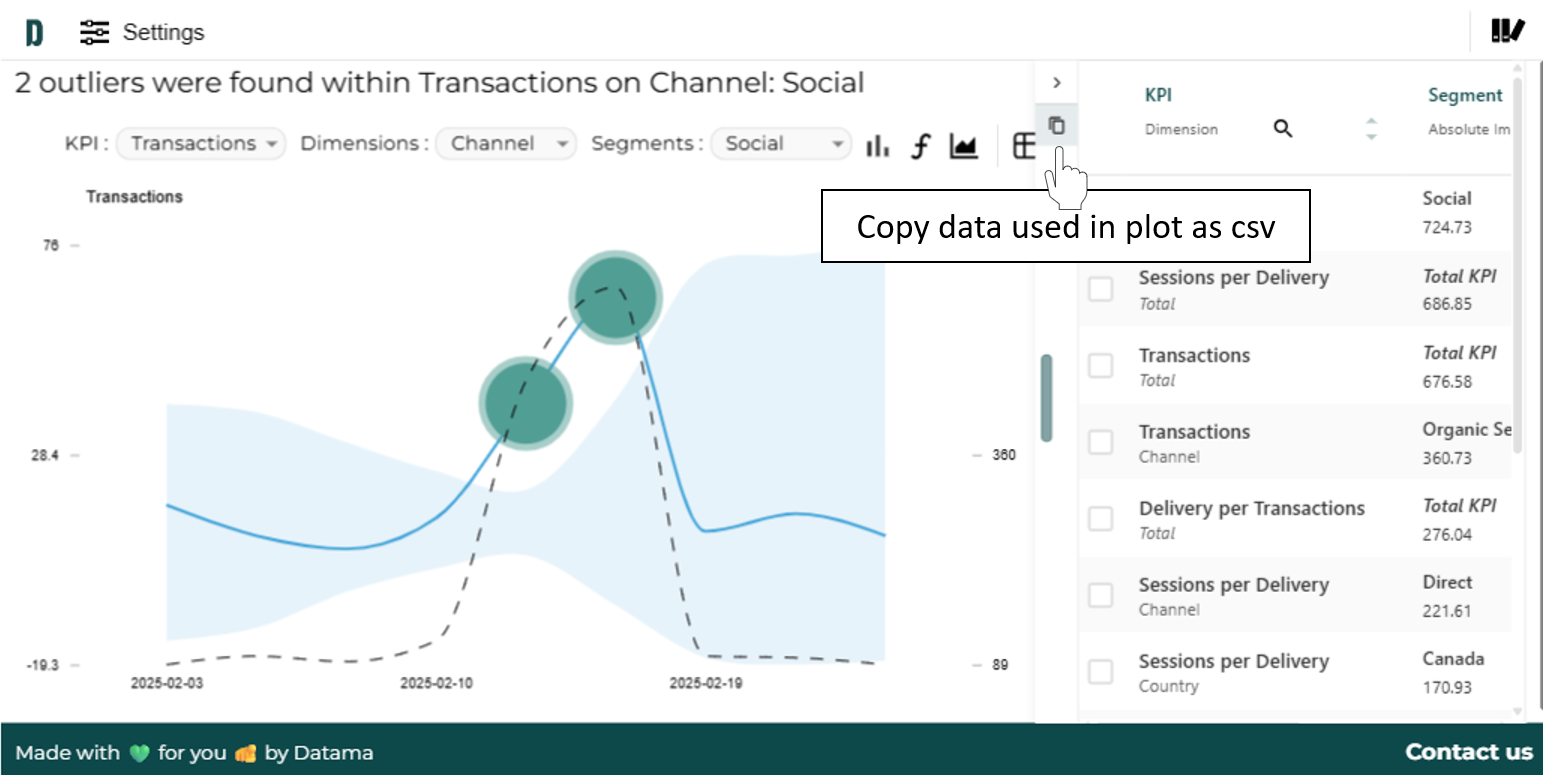 Settings
2 outliers were found within Transactions on Channel: Social
KPI : Transactions Dimensions : Channel Segments : Social
Copy data used in plot as csv
Transactions
76
28.4
-19.3
360
89
2025-02-03 2025-02-10 2025-02-19
KPI Segment
Dimension Absolute Im
Social
724.73
Sessions per Delivery Total KPI
Total 686.85
Transactions Total KPI
Total 676.58
Transactions Organic Se
Channel 360.73
Delivery per Transactions Total KPI
Total 276.04
Sessions per Delivery Direct
Channel 221.61
Sessions per Delivery Canada
Country 170.93
Made with 💚 for you 👏 by Datama
Contact us